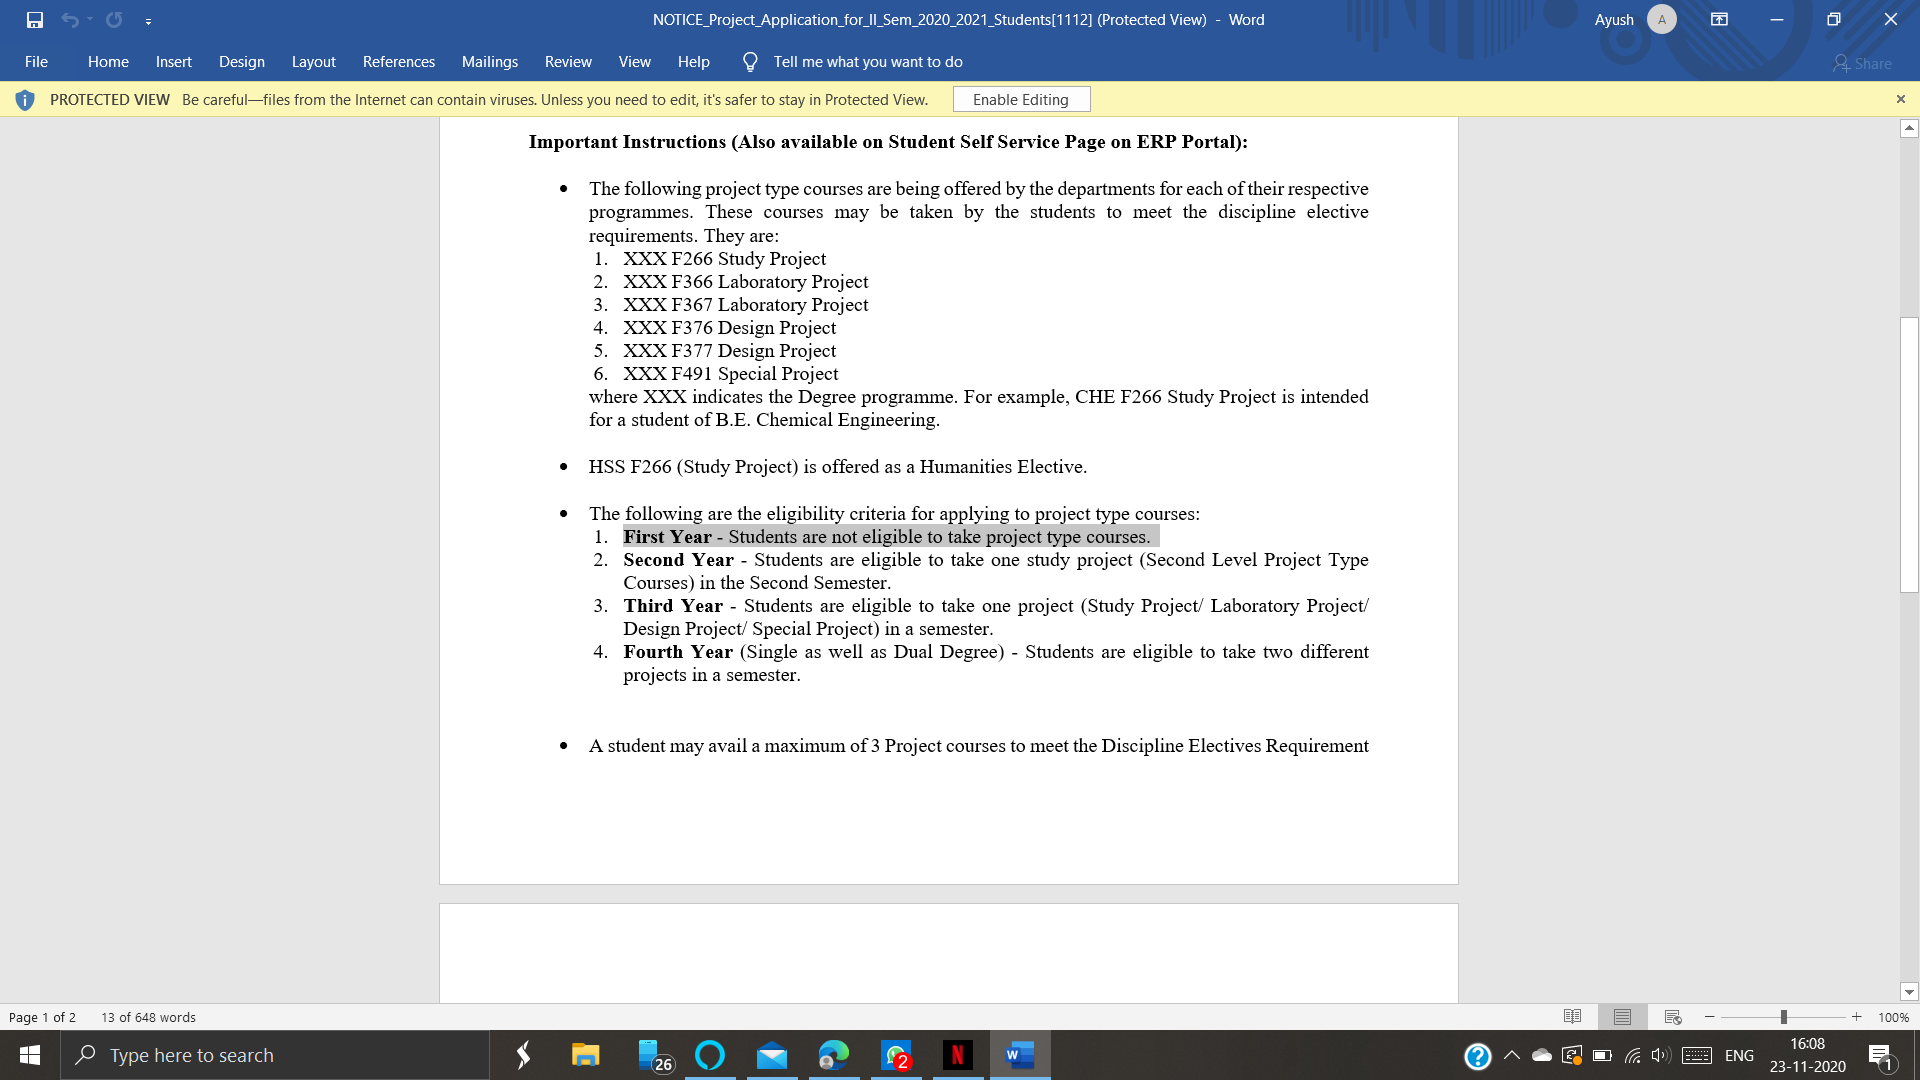 NOTICE_Project_Application_for_II_Sem_2020_2021_Students[1112] (Protected View) - Word
Ayush
A
File Home Insert Design Layout References Mailings Review View Help Tell me what you want to do
Share
PROTECTED VIEW Be careful—files from the Internet can contain viruses. Unless you need to edit, it's safer to stay in Protected View. Enable Editing
Important Instructions (Also available on Student Self Service Page on ERP Portal):
• The following project type courses are being offered by the departments for each of their respective
programmes. These courses may be taken by the students to meet the discipline elective
requirements. They are:
1. XXX F266 Study Project
2. XXX F366 Laboratory Project
3. XXX F367 Laboratory Project
4. XXX F376 Design Project
5. XXX F377 Design Project
6. XXX F491 Special Project
where XXX indicates the Degree programme. For example, CHE F266 Study Project is intended
for a student of B.E. Chemical Engineering.
• HSS F266 (Study Project) is offered as a Humanities Elective.
• The following are the eligibility criteria for applying to project type courses:
1. First Year - Students are not eligible to take project type courses.
2. Second Year - Students are eligible to take one study project (Second Level Project Type
Courses) in the Second Semester.
3. Third Year - Students are eligible to take one project (Study Project/ Laboratory Project/
Design Project/ Special Project) in a semester.
4. Fourth Year (Single as well as Dual Degree) - Students are eligible to take two different
projects in a semester.
• A student may avail a maximum of 3 Project courses to meet the Discipline Electives Requirement
Page 1 of 2 13 of 648 words
100%
Type here to search
26
2
N
W
ENG
16:08
23-11-2020
1